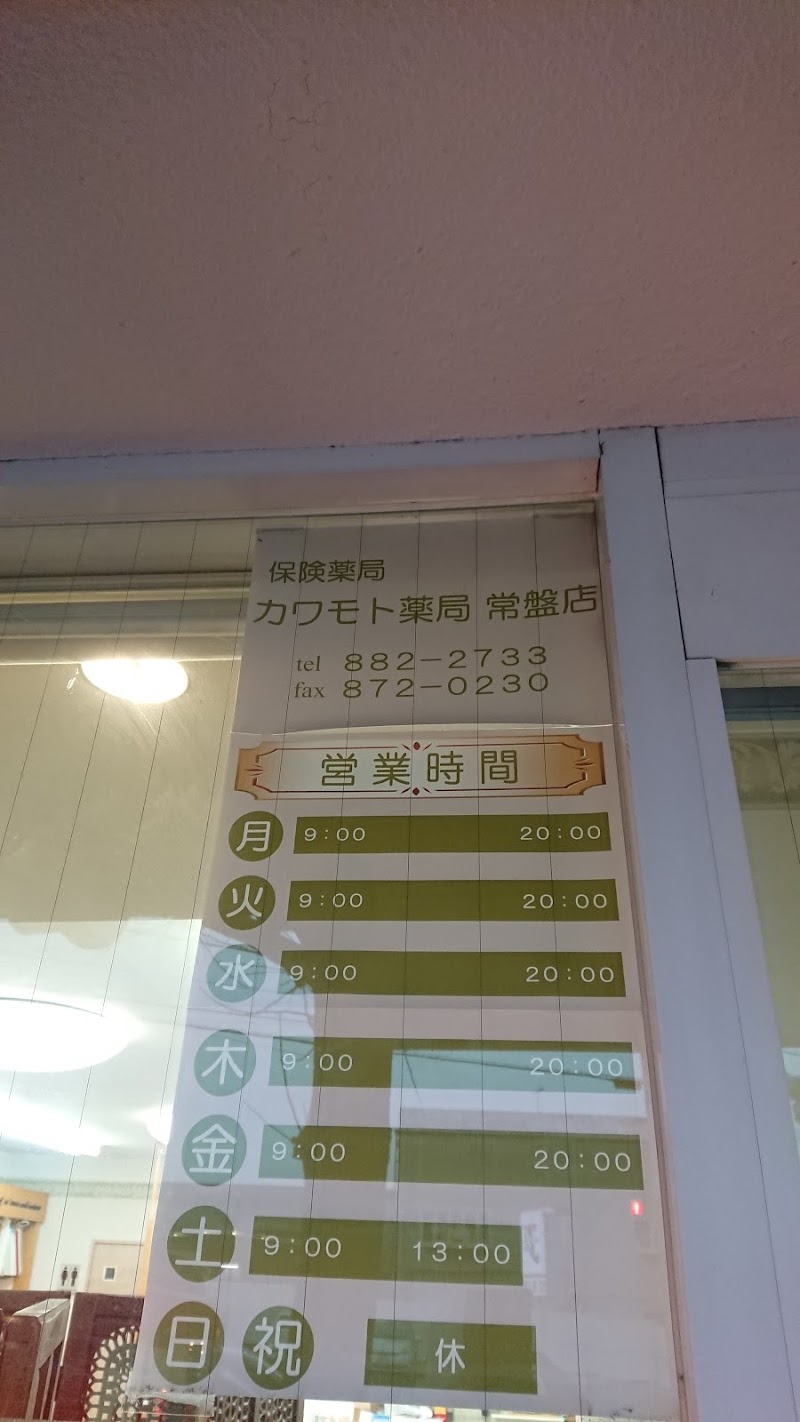 保険薬局
カワモト薬局 常盤店
tel 882-2733
fax 872-0230
営業時間
月 9:00 20:00
火 9:00 20:00
水 9:00 20:00
木 9:00 20:00
金 9:00 20:00
土 9:00 13:00
日 祝 休